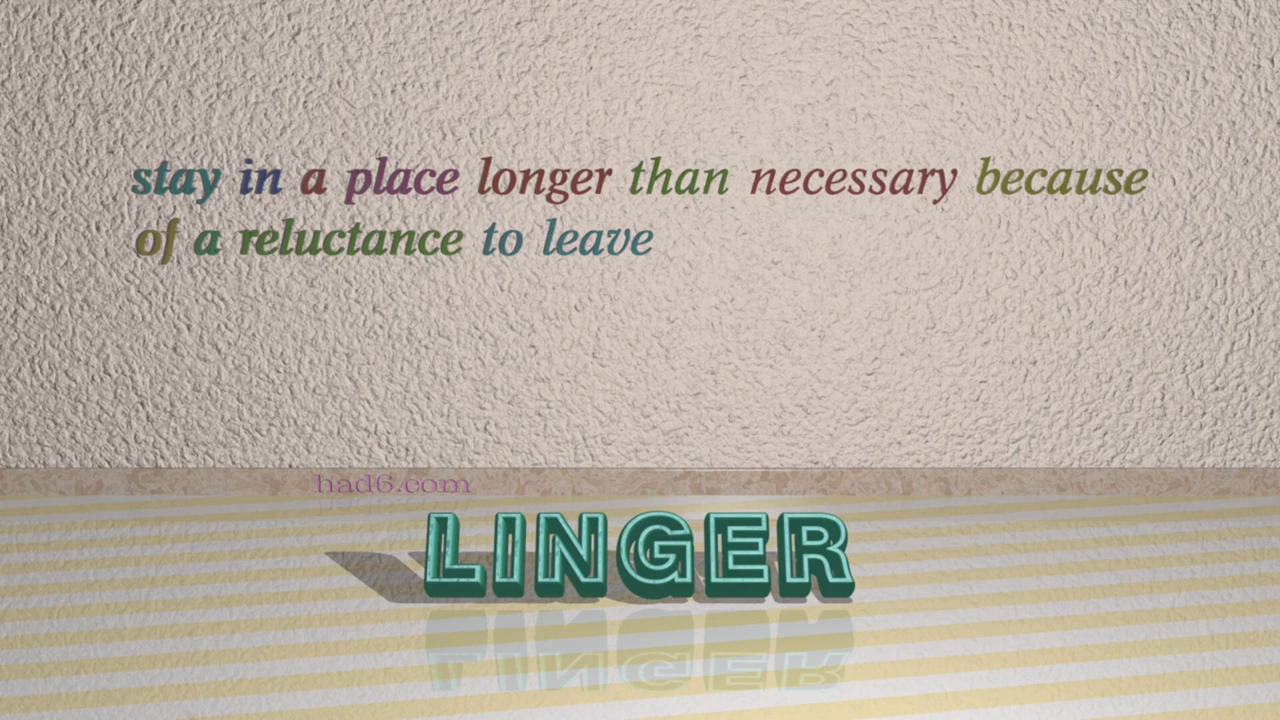 stay in a place longer than necessary because
of a reluctance to leave
had6.com
LINGER